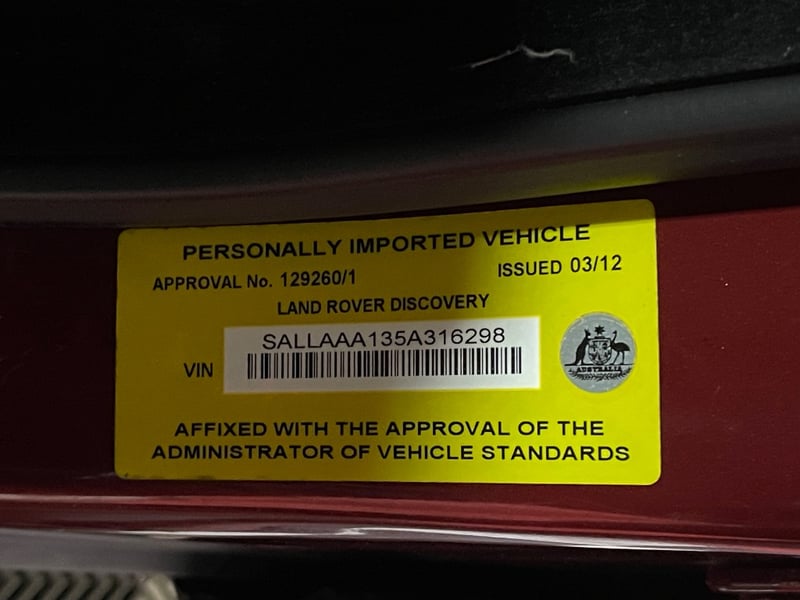 PERSONALLY IMPORTED VEHICLE
APPROVAL No. 129260/1 ISSUED 03/12
LAND ROVER DISCOVERY
SALLAAA135A316298
VIN
AUSTRALIA
AFFIXED WITH THE APPROVAL OF THE
ADMINISTRATOR OF VEHICLE STANDARDS